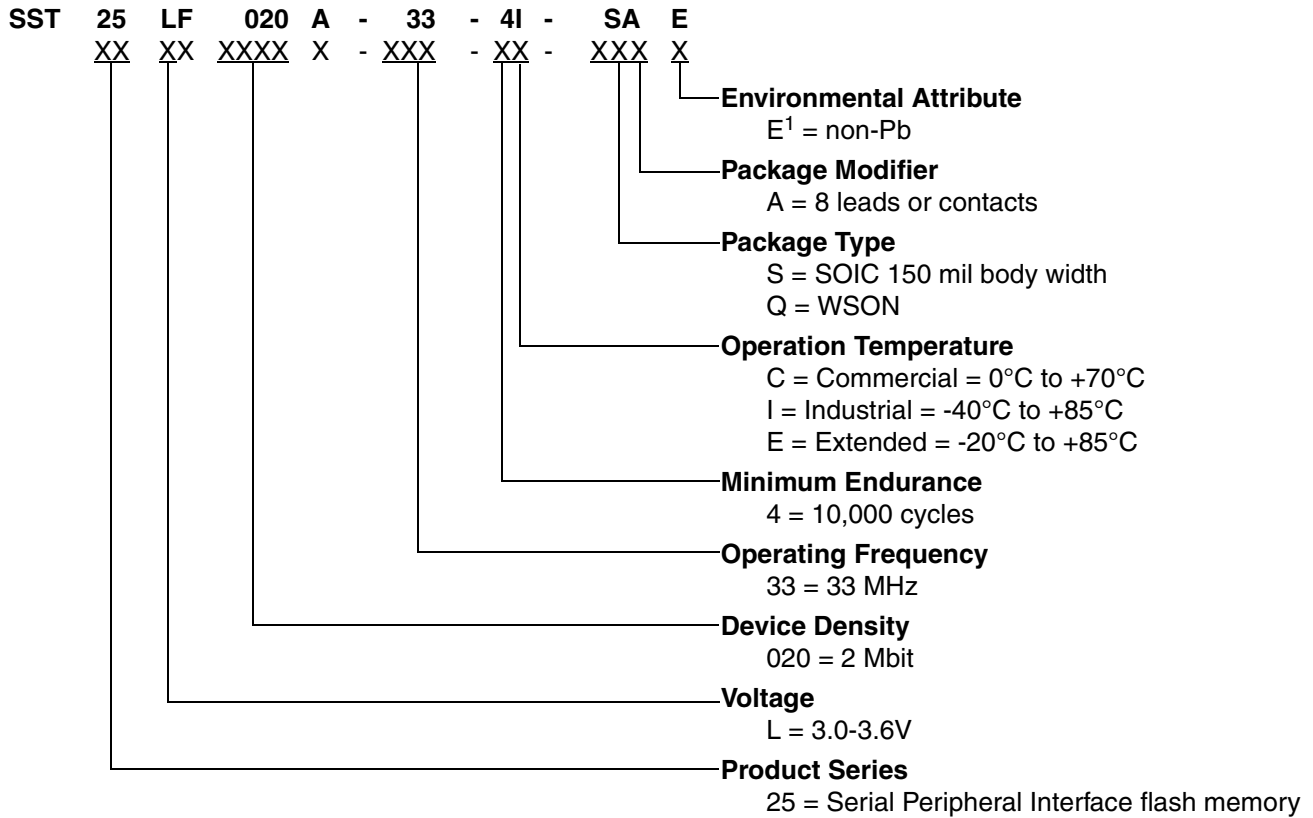 SST 25 LF 020 A - 33 - 4I - SA E
XX XX XXXX X - XXX - XX - XXX X
Environmental Attribute
E1 = non-Pb
Package Modifier
A = 8 leads or contacts
Package Type
S = SOIC 150 mil body width
Q = WSON
Operation Temperature
C = Commercial = 0°C to +70°C
I = Industrial = -40°C to +85°C
E = Extended = -20°C to +85°C
Minimum Endurance
4 = 10,000 cycles
Operating Frequency
33 = 33 MHz
Device Density
020 = 2 Mbit
Voltage
L = 3.0-3.6V
Product Series
25 = Serial Peripheral Interface flash memory